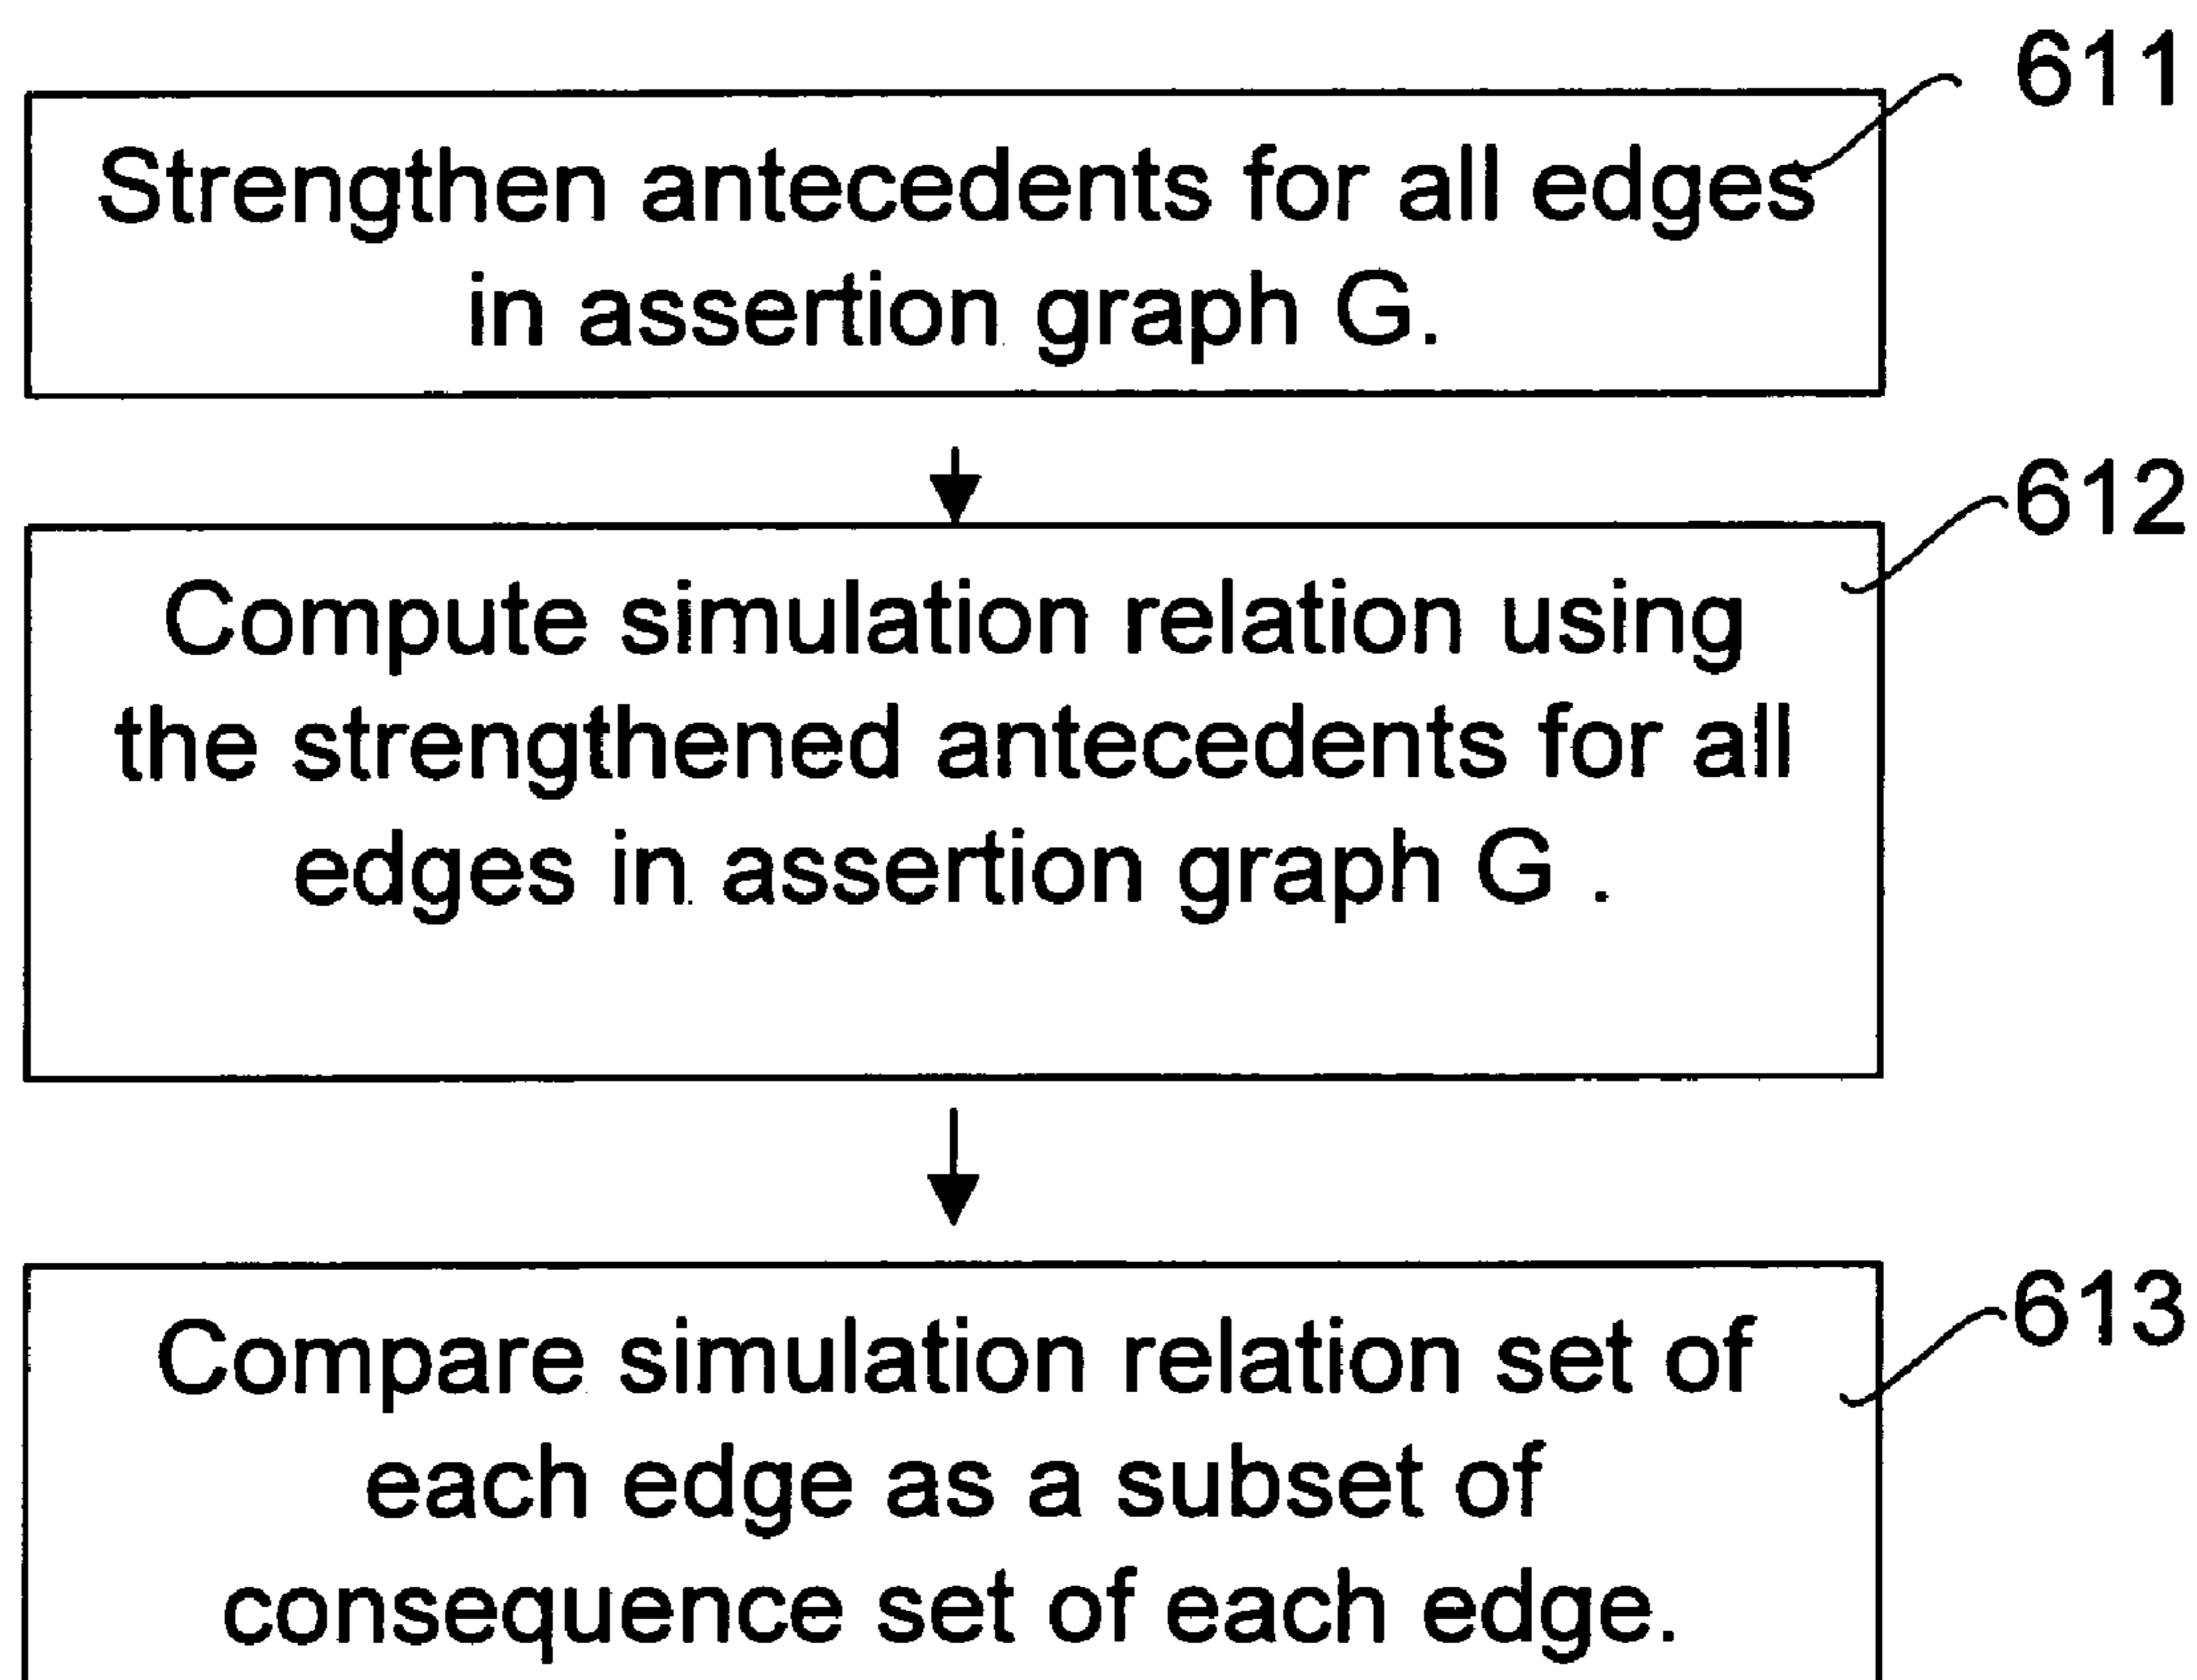 611
Strengthen antecedents for all edges
in assertion graph G.
612
Compute simulation relation using
the strengthened antecedents for all
edges in assertion graph G .
613
Compare simulation relation set of
each edge as a subset of
consequence set of each edge.